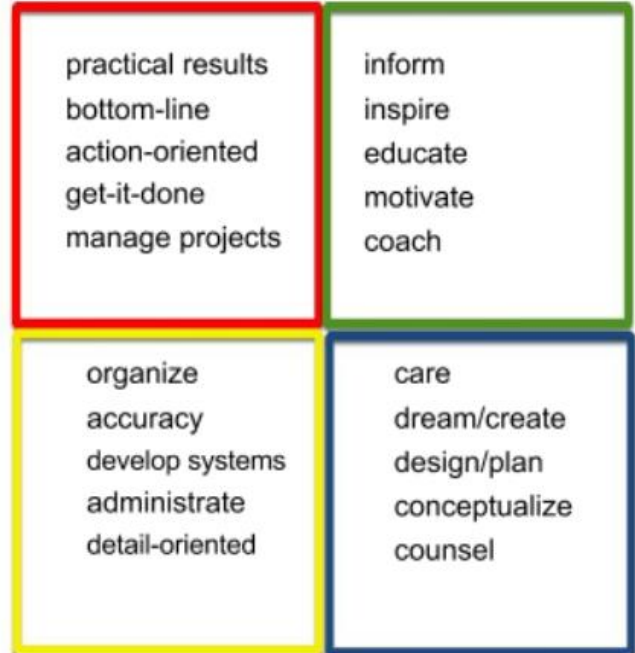 practical results
bottom-line
action-oriented
get-it-done
manage projects
inform
inspire
educate
motivate
coach
organize
accuracy
develop systems
administrate
detail-oriented
care
dream/create
design/plan
conceptualize
counsel